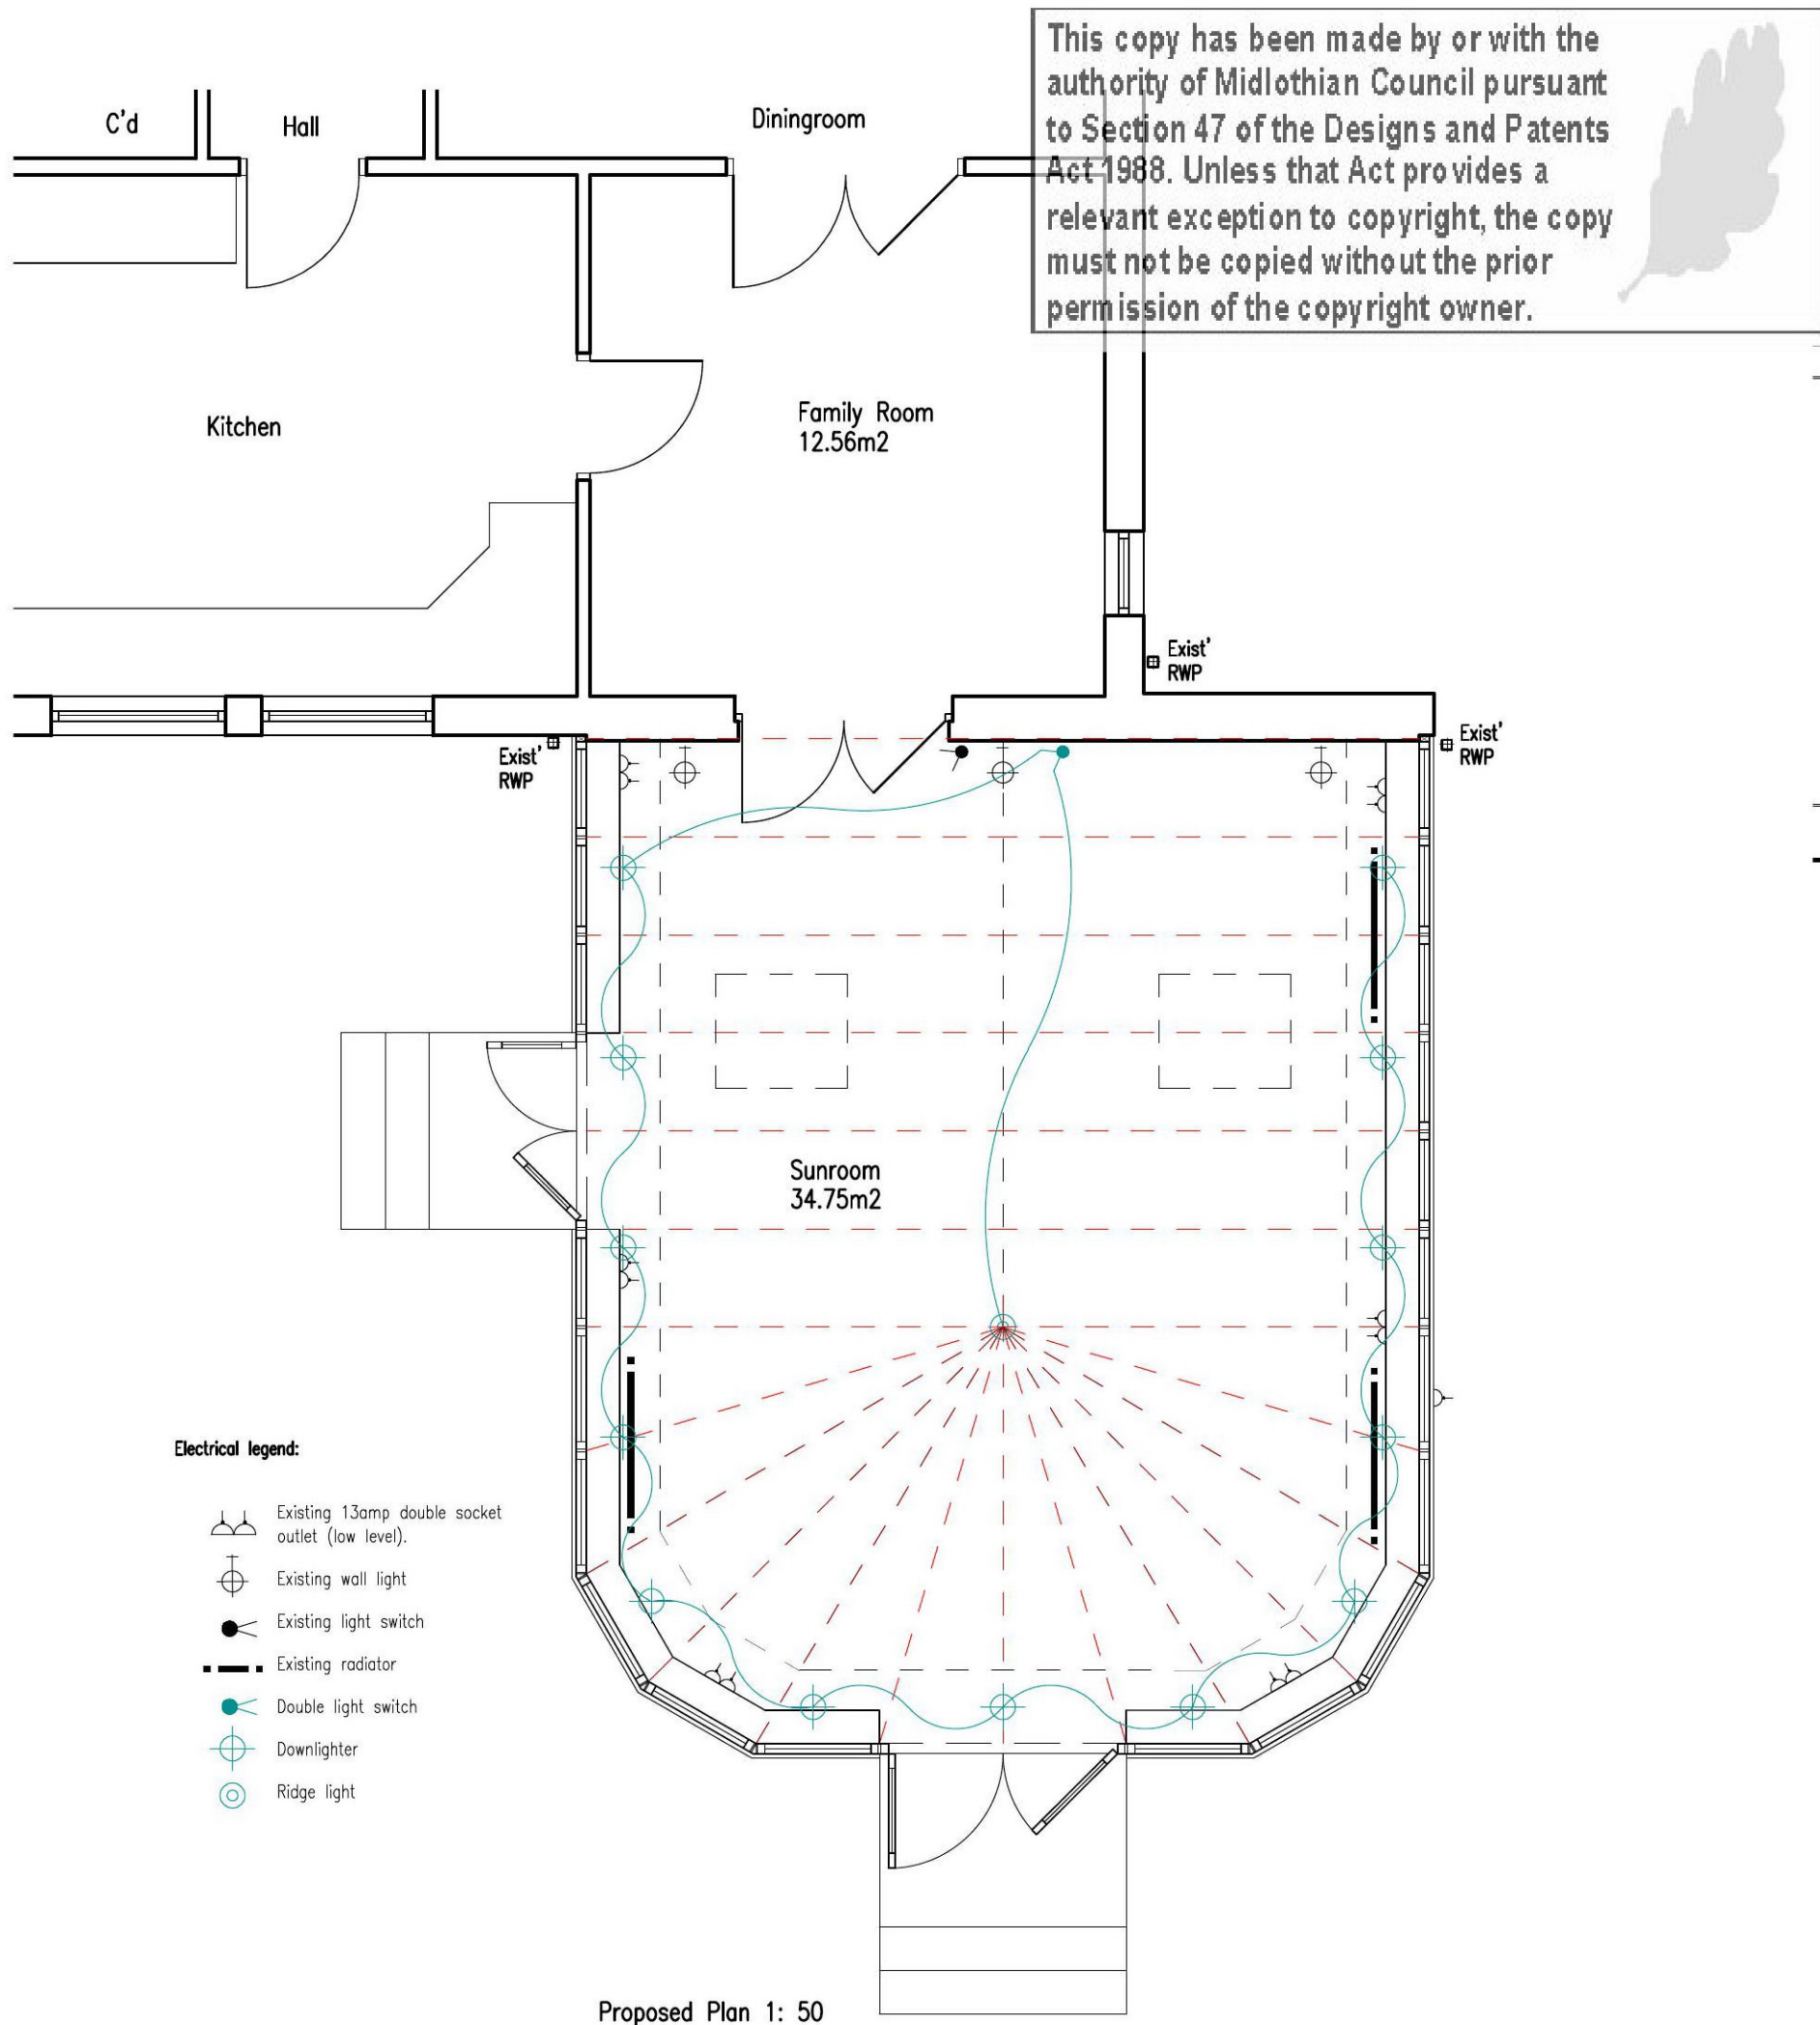 This copy has been made by or with the
authority of Midlothian Council pursuant
to Section 47 of the Designs and Patents
Act 1988. Unless that Act provides a
relevant exception to copyright, the copy
must not be copied without the prior
permission of the copyright owner.
C'd
Hall
Diningroom
Kitchen
Family Room
12.56m2
Exist'
RWP
Exist'
RWP
Exist'
RWP
Sunroom
34.75m2
Electrical legend:
Existing 13amp double socket
outlet (low level).
Existing wall light
Existing light switch
Existing radiator
Double light switch
Downlighter
Ridge light
Proposed Plan 1: 50